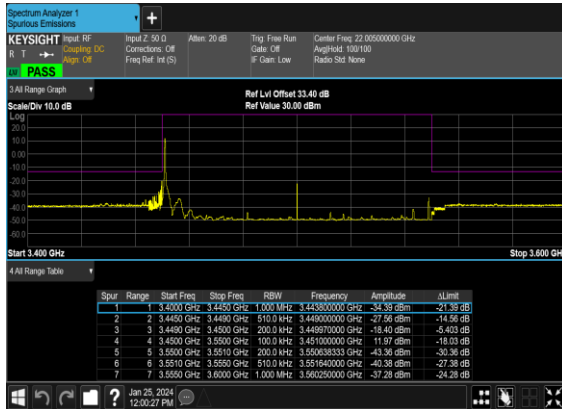 Spectrum Analyzer 1
Spurious Emissions
KEYSIGHT Input: RF Input Z: 50 Ω Atten: 20 dB Trig: Free Run Center Freq: 22.005000000 GHz
R T Coupling: DC Corrections: Off Gate: Off Avg|Hold: 100/100
Align: Off Freq Ref: Int (S) IF Gain: Low Radio Std: None
PASS
3 All Range Graph
Ref Lvl Offset 33.40 dB
Scale/Div 10.0 dB Ref Value 30.00 dBm
Log
20.0
10.0
0.00
-10.0
-20.0
-30.0
-40.0
-50.0
-60.0
Start 3.400 GHz Stop 3.600 GH
4 All Range Table
Spur Range Start Freq Stop Freq RBW Frequency Amplitude ΔLimit
1 1 3.4000 GHz 3.4450 GHz 1.000 MHz 3.443800000 GHz -34.39 dBm -21.39 dB
2 2 3.4450 GHz 3.4490 GHz 510.0 kHz 3.449000000 GHz -27.56 dBm -14.56 dB
3 3 3.4490 GHz 3.4500 GHz 200.0 kHz 3.449970000 GHz -18.40 dBm -5.403 dB
4 4 3.4500 GHz 3.5500 GHz 100.0 kHz 3.451000000 GHz 11.97 dBm -18.03 dB
5 5 3.5500 GHz 3.5510 GHz 200.0 kHz 3.550638333 GHz -43.36 dBm -30.36 dB
6 6 3.5510 GHz 3.5550 GHz 510.0 kHz 3.551640000 GHz -40.38 dBm -27.38 dB
7 7 3.5550 GHz 3.6000 GHz 1.000 MHz 3.560250000 GHz -37.28 dBm -24.28 dB
Jan 25, 2024
12:00:27 PM